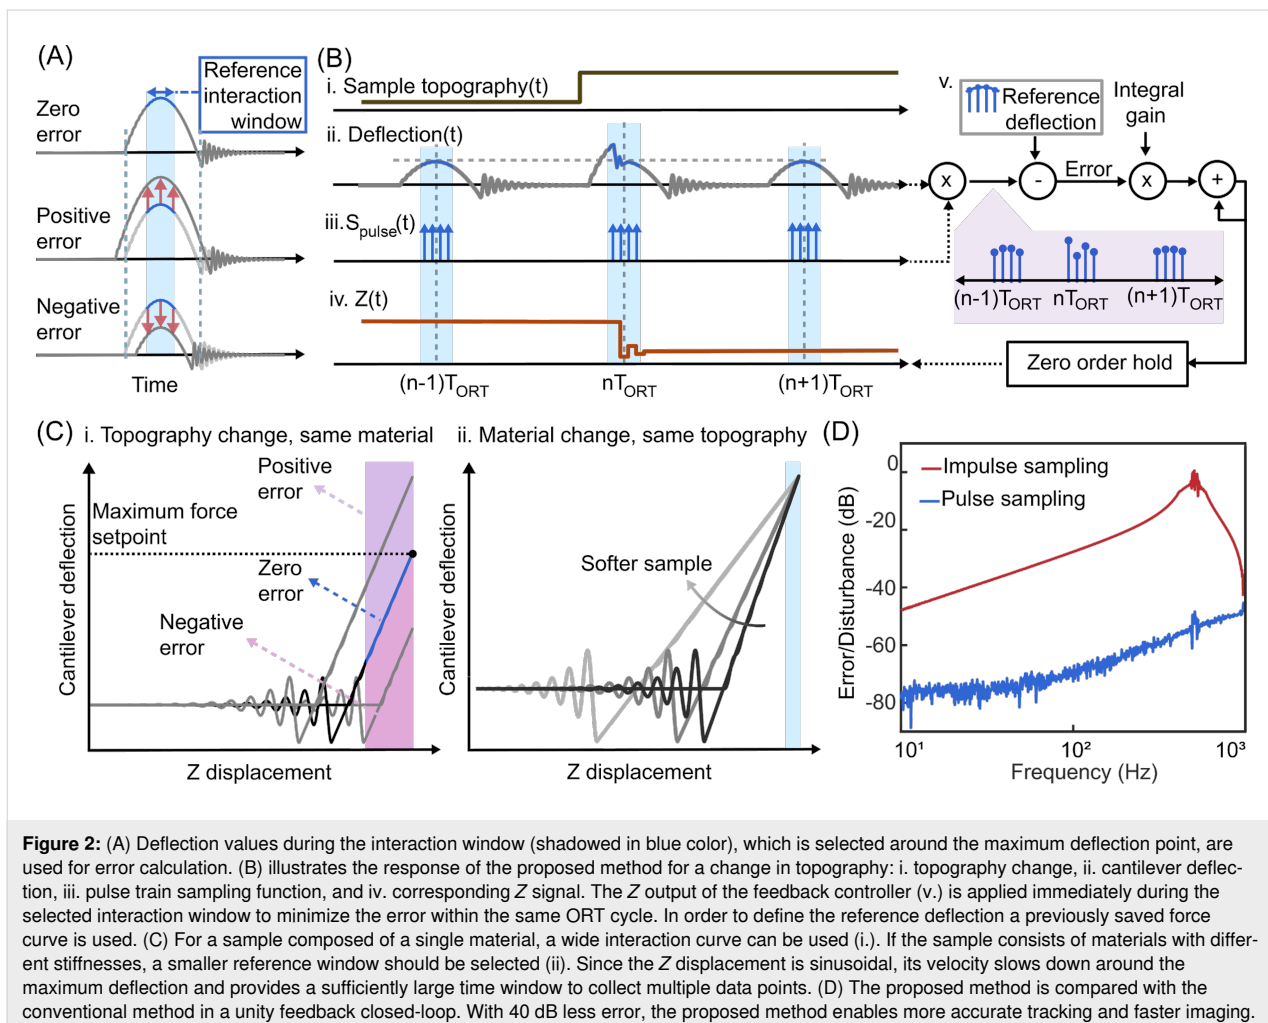 (A)
Reference
interaction
window
Zero
error
Positive
error
Negative
error
Time
(B)
i. Sample topography(t)
ii. Deflection(t)
iii. Spulse(t)
iv. Z(t)
(n-1)TORT
nTORT
(n+1)TORT
v.
Reference
deflection
Integral
gain
x
-
Error
x
+
(n-1)TORT
nTORT
(n+1)TORT
Zero order hold
(C)
i. Topography change, same material
Positive
error
Maximum force
setpoint
Zero
error
Negative
error
Cantilever deflection
Z displacement
ii. Material change, same topography
Softer sample
Cantilever deflection
Z displacement
(D)
Impulse sampling
Pulse sampling
Error/Disturbance (dB)
0
-20
-40
-60
-80
10¹
10²
10³
Frequency (Hz)
Figure 2: (A) Deflection values during the interaction window (shadowed in blue color), which is selected around the maximum deflection point, are
used for error calculation. (B) illustrates the response of the proposed method for a change in topography: i. topography change, ii. cantilever deflec-
tion, iii. pulse train sampling function, and iv. corresponding Z signal. The Z output of the feedback controller (v.) is applied immediately during the
selected interaction window to minimize the error within the same ORT cycle. In order to define the reference deflection a previously saved force
curve is used. (C) For a sample composed of a single material, a wide interaction curve can be used (i.). If the sample consists of materials with differ-
ent stiffnesses, a smaller reference window should be selected (ii). Since the Z displacement is sinusoidal, its velocity slows down around the
maximum deflection and provides a sufficiently large time window to collect multiple data points. (D) The proposed method is compared with the
conventional method in a unity feedback closed-loop. With 40 dB less error, the proposed method enables more accurate tracking and faster imaging.